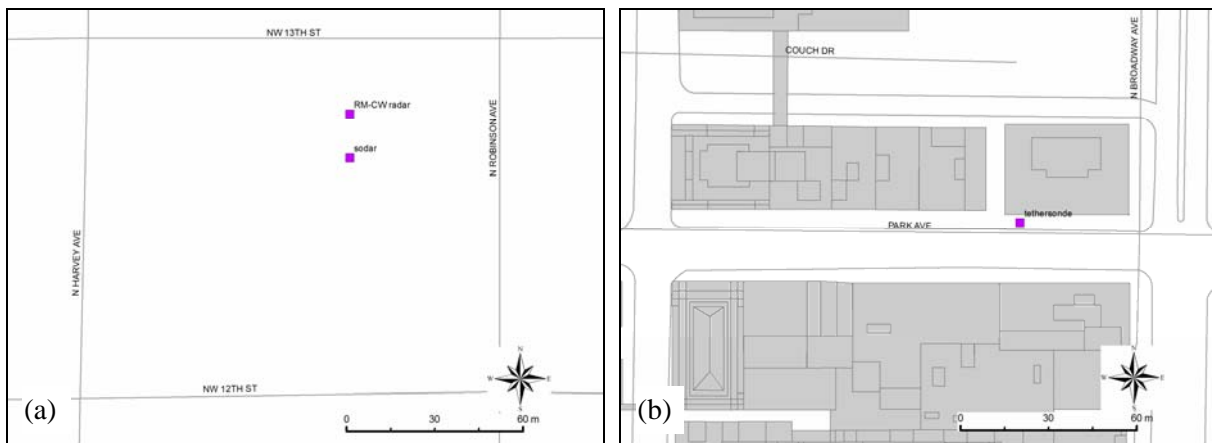 NW 13TH ST
RM-CW radar
sodar
N HARVEY AVE
N ROBINSON AVE
NW 12TH ST
N
W E
S
0 30 60 m
(a)
COUCH DR
N BROADWAY AVE
tethersonde
PARK AVE
N
W E
S
0 30 60 m
(b)